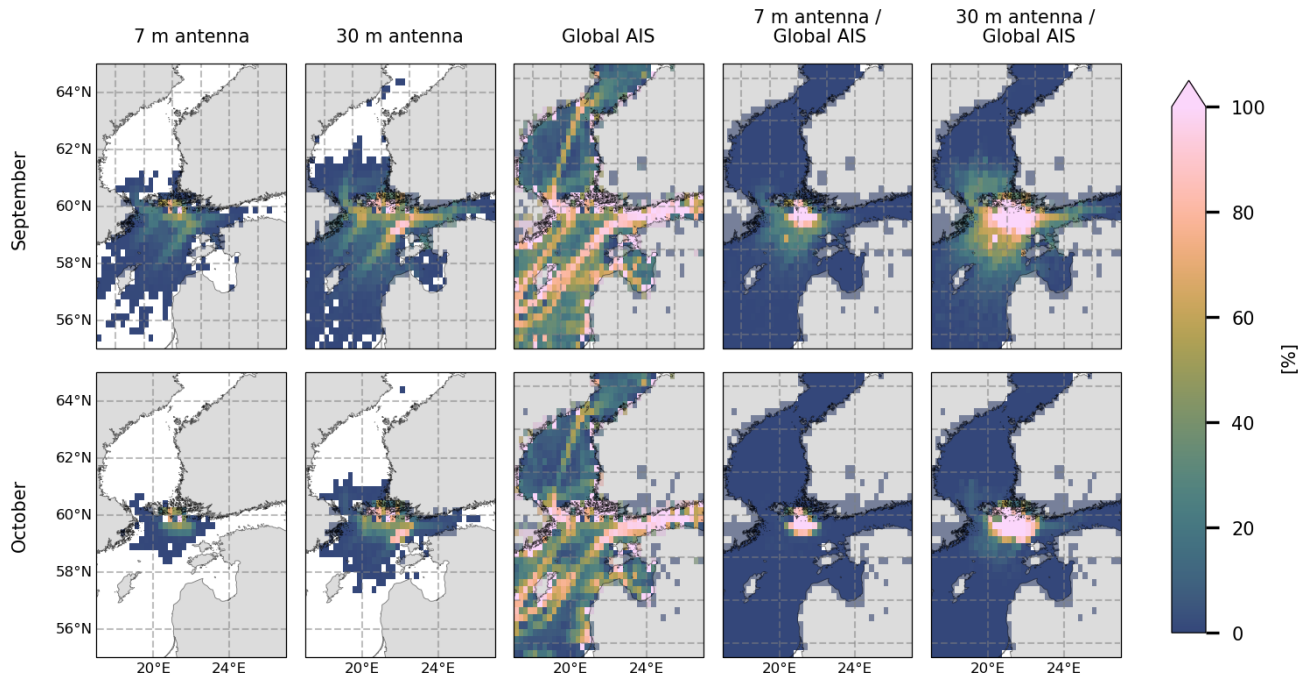 7 m antenna
30 m antenna
Global AIS
7 m antenna /
Global AIS
30 m antenna /
Global AIS
September
64°N
62°N
60°N
58°N
56°N
October
64°N
62°N
60°N
58°N
56°N
20°E 24°E
20°E 24°E
20°E 24°E
20°E 24°E
20°E 24°E
100
80
60
40
20
0
[%]